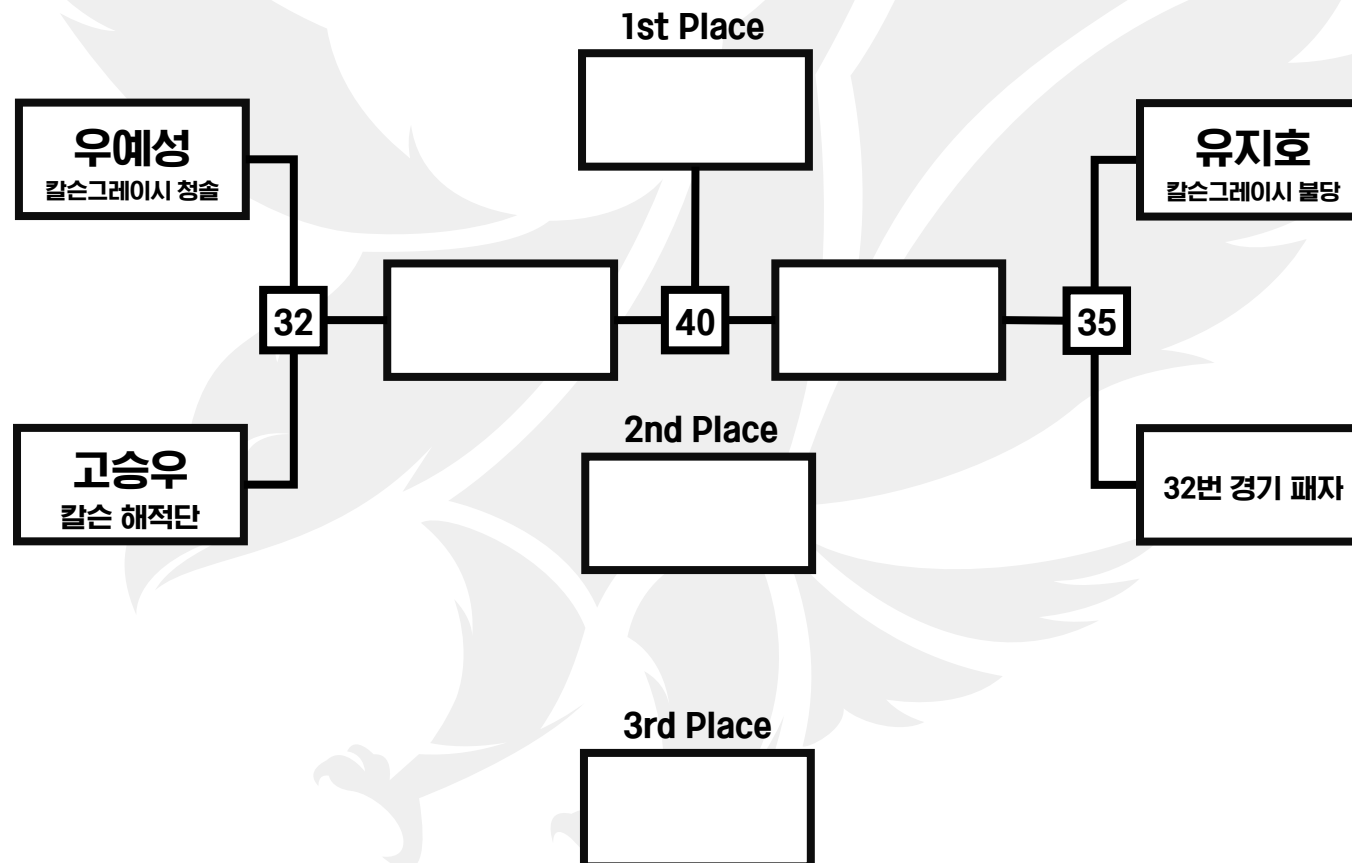 1st Place
우예성
칼슨그레이시 청솔
유지호
칼슨그레이시 불당
32
40
35
2nd Place
고승우
칼슨 해적단
32번 경기 패자
3rd Place